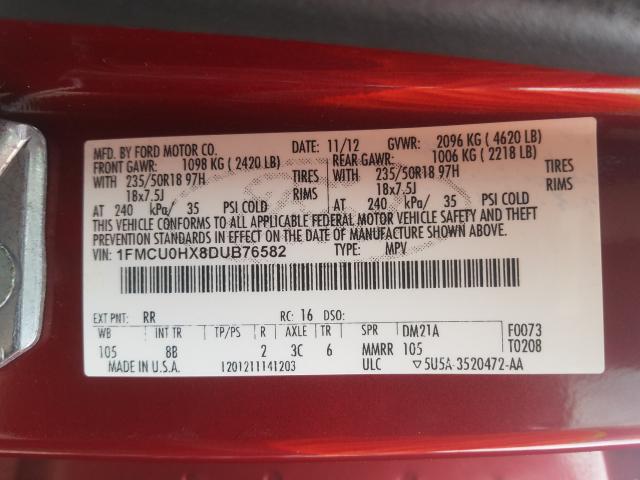 MFD. BY FORD MOTOR CO. DATE: 11/12 GVWR: 2096 KG ( 4620 LB)
FRONT GAWR: 1098 KG ( 2420 LB) REAR GAWR: 1006 KG ( 2218 LB)
WITH 235/50R18 97H TIRES WITH 235/50R18 97H TIRES
18x7.5J RIMS 18x7.5J RIMS
AT 240 kPa/ 35 PSI COLD AT 240 kPa/ 35 PSI COLD
THIS VEHICLE CONFORMS TO ALL APPLICABLE FEDERAL MOTOR VEHICLE SAFETY AND THEFT
PREVENTION STANDARDS IN EFFECT ON THE DATE OF MANUFACTURE SHOWN ABOVE.
VIN: 1FMCU0HX8DUB76582 TYPE: MPV
EXT PNT: RR RC: 16 DSO:
WB INT TR TP/PS R AXLE TR SPR DM21A F0073
105 8B 2 3C 6 MMRR 105 T0208
MADE IN U.S.A. 1201211141203 ULC ▽5U5A-3520472-AA